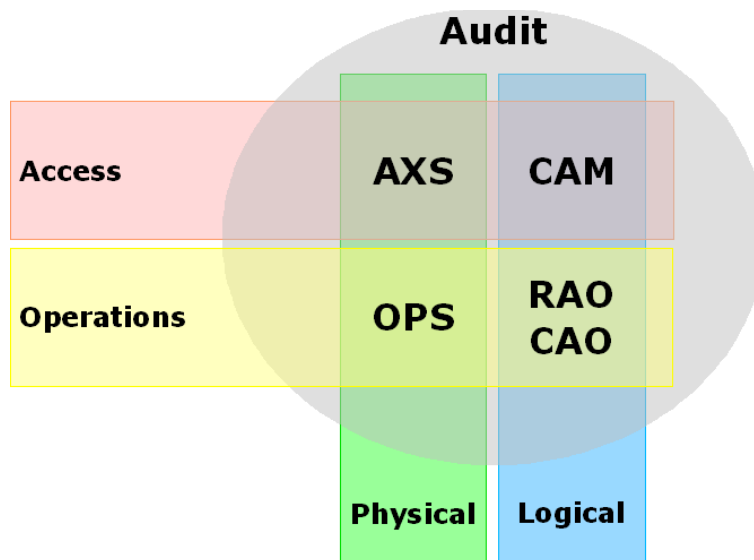 Audit
Access
AXS
CAM
Operations
OPS
RAO
CAO
Physical
Logical